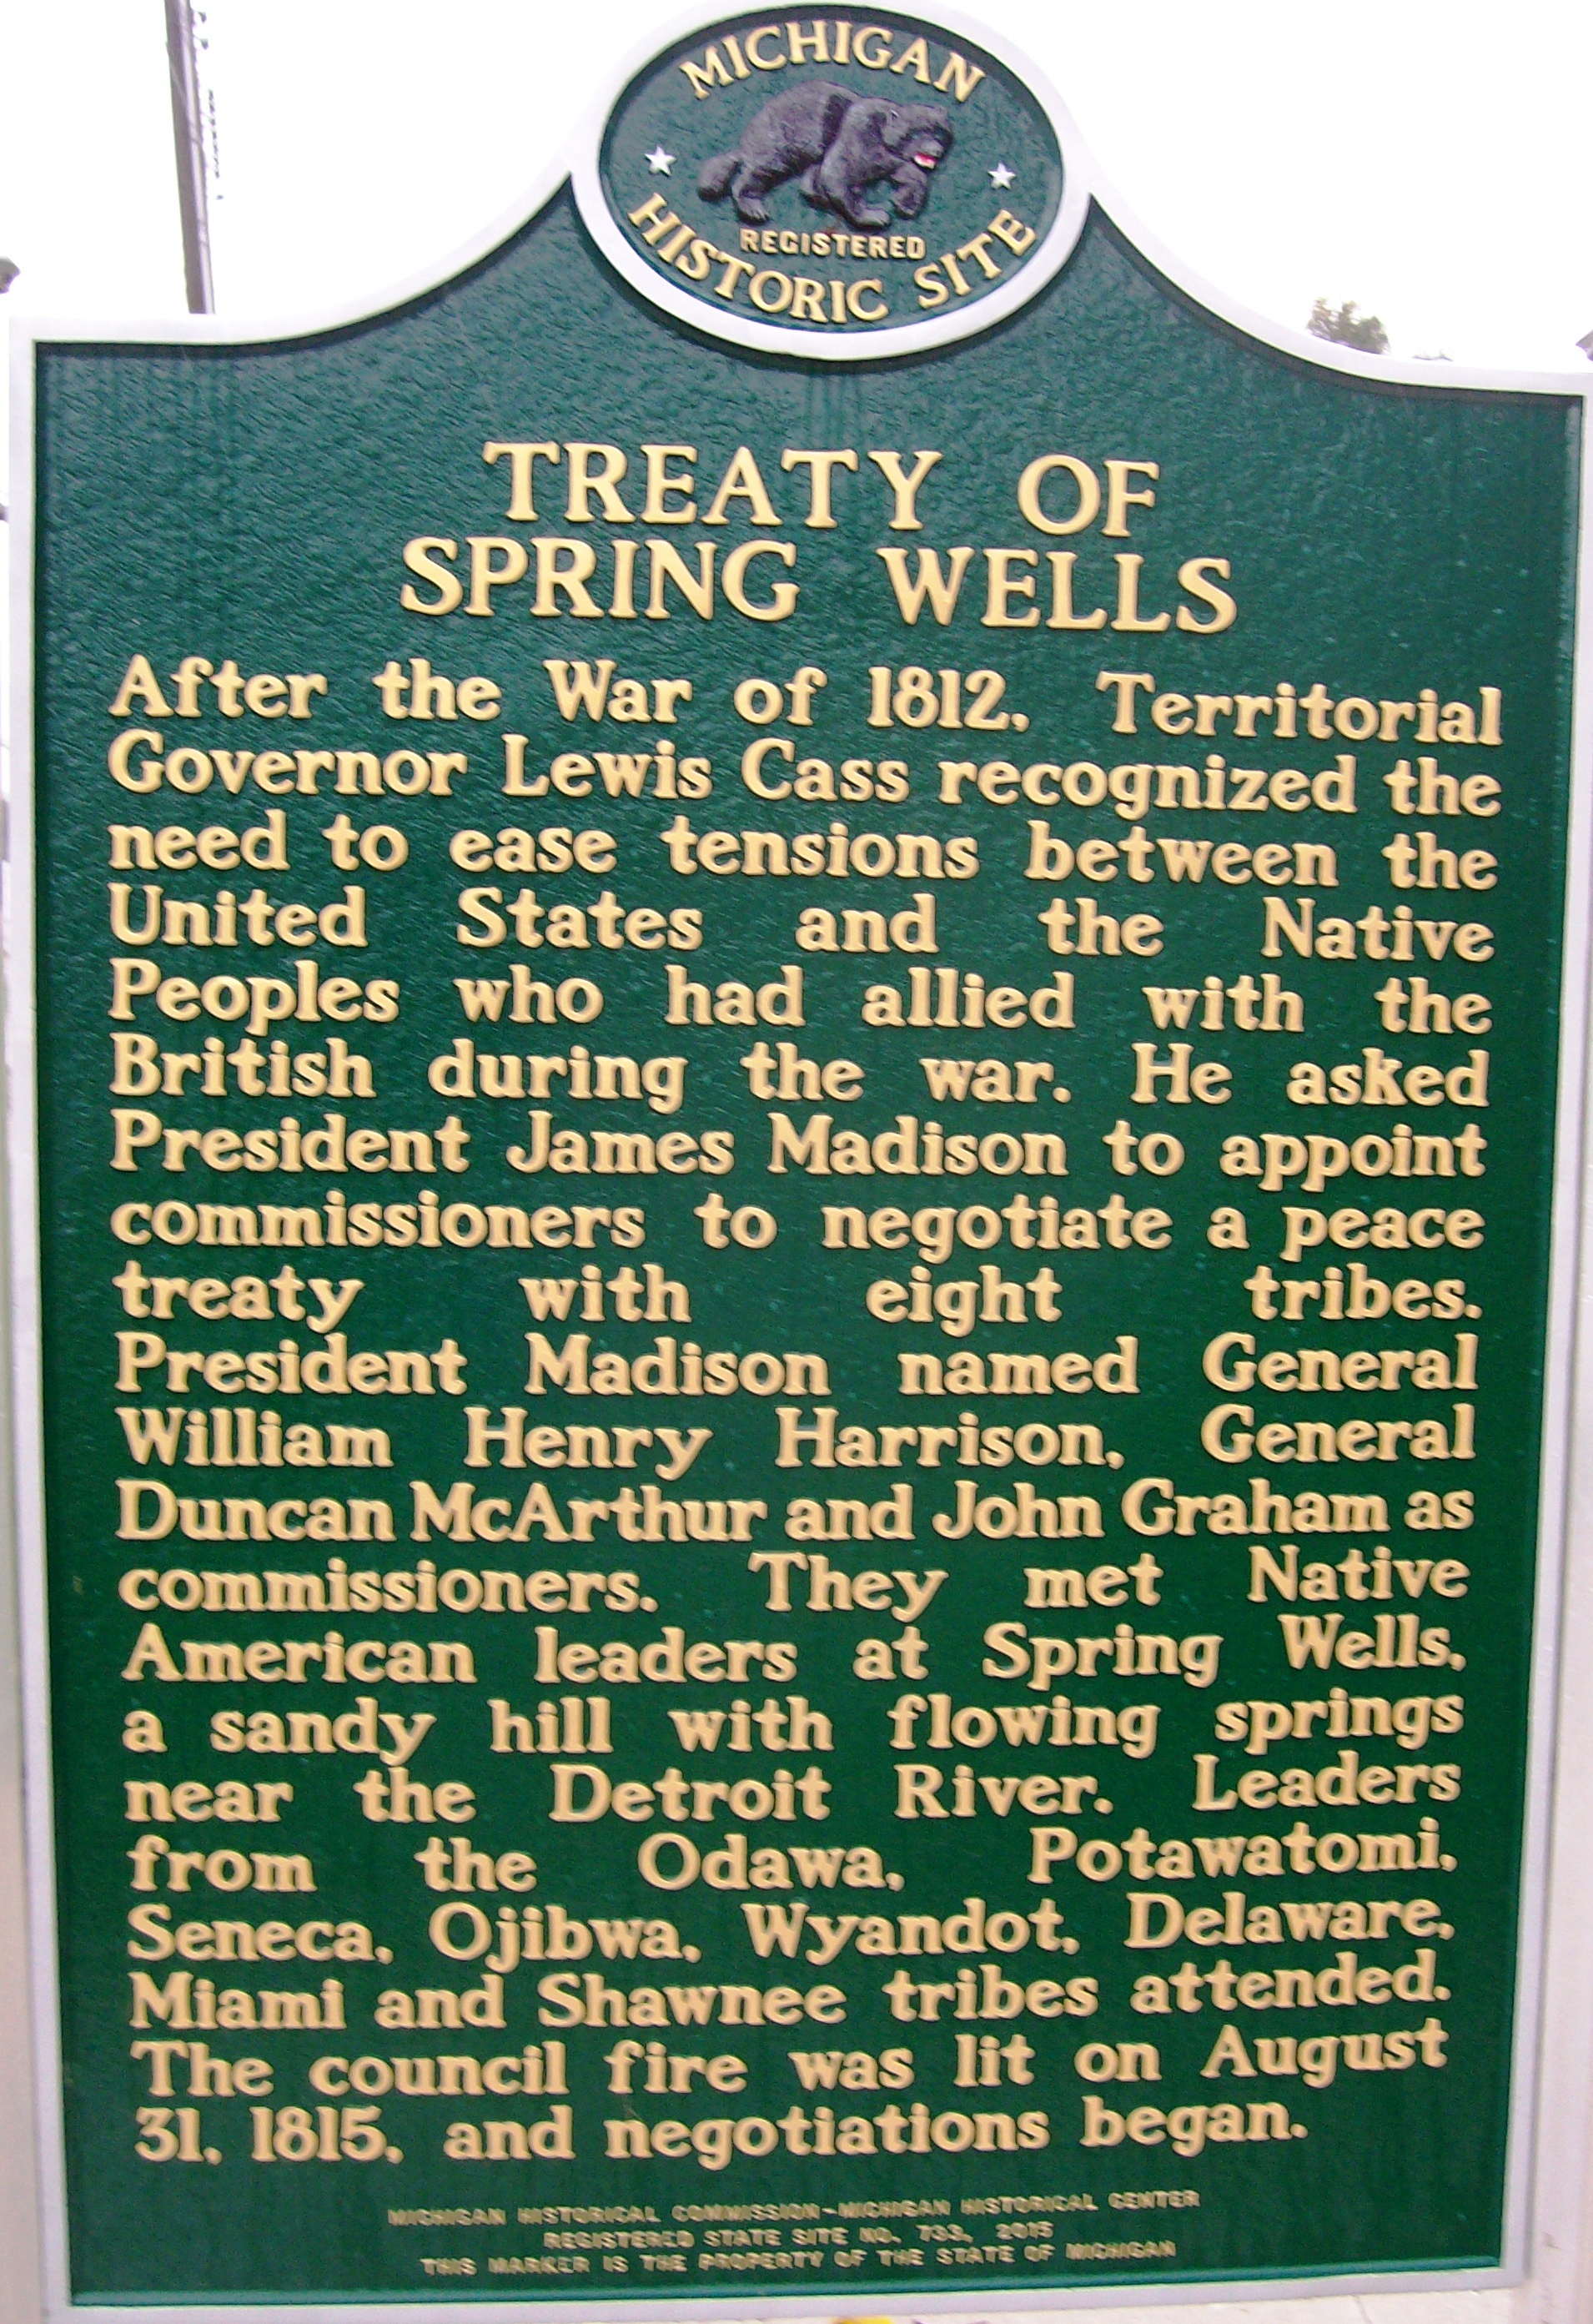 MICHIGAN
REGISTERED
HISTORIC SITE
TREATY OF
SPRING WELLS
After the War of 1812, Territorial
Governor Lewis Cass recognized the
need to ease tensions between the
United States and the Native
Peoples who had allied with the
British during the war. He asked
President James Madison to appoint
commissioners to negotiate a peace
treaty with eight tribes.
President Madison named General
William Henry Harrison, General
Duncan McArthur and John Graham as
commissioners. They met Native
American leaders at Spring Wells,
a sandy hill with flowing springs
near the Detroit River. Leaders
from the Odawa, Potawatomi,
Seneca, Ojibwa, Wyandot, Delaware,
Miami and Shawnee tribes attended.
The council fire was lit on August
31, 1815, and negotiations began.
MICHIGAN HISTORICAL COMMISSION-MICHIGAN HISTORICAL CENTER
REGISTERED STATE SITE NO. 733, 2015
THIS MARKER IS THE PROPERTY OF THE STATE OF MICHIGAN